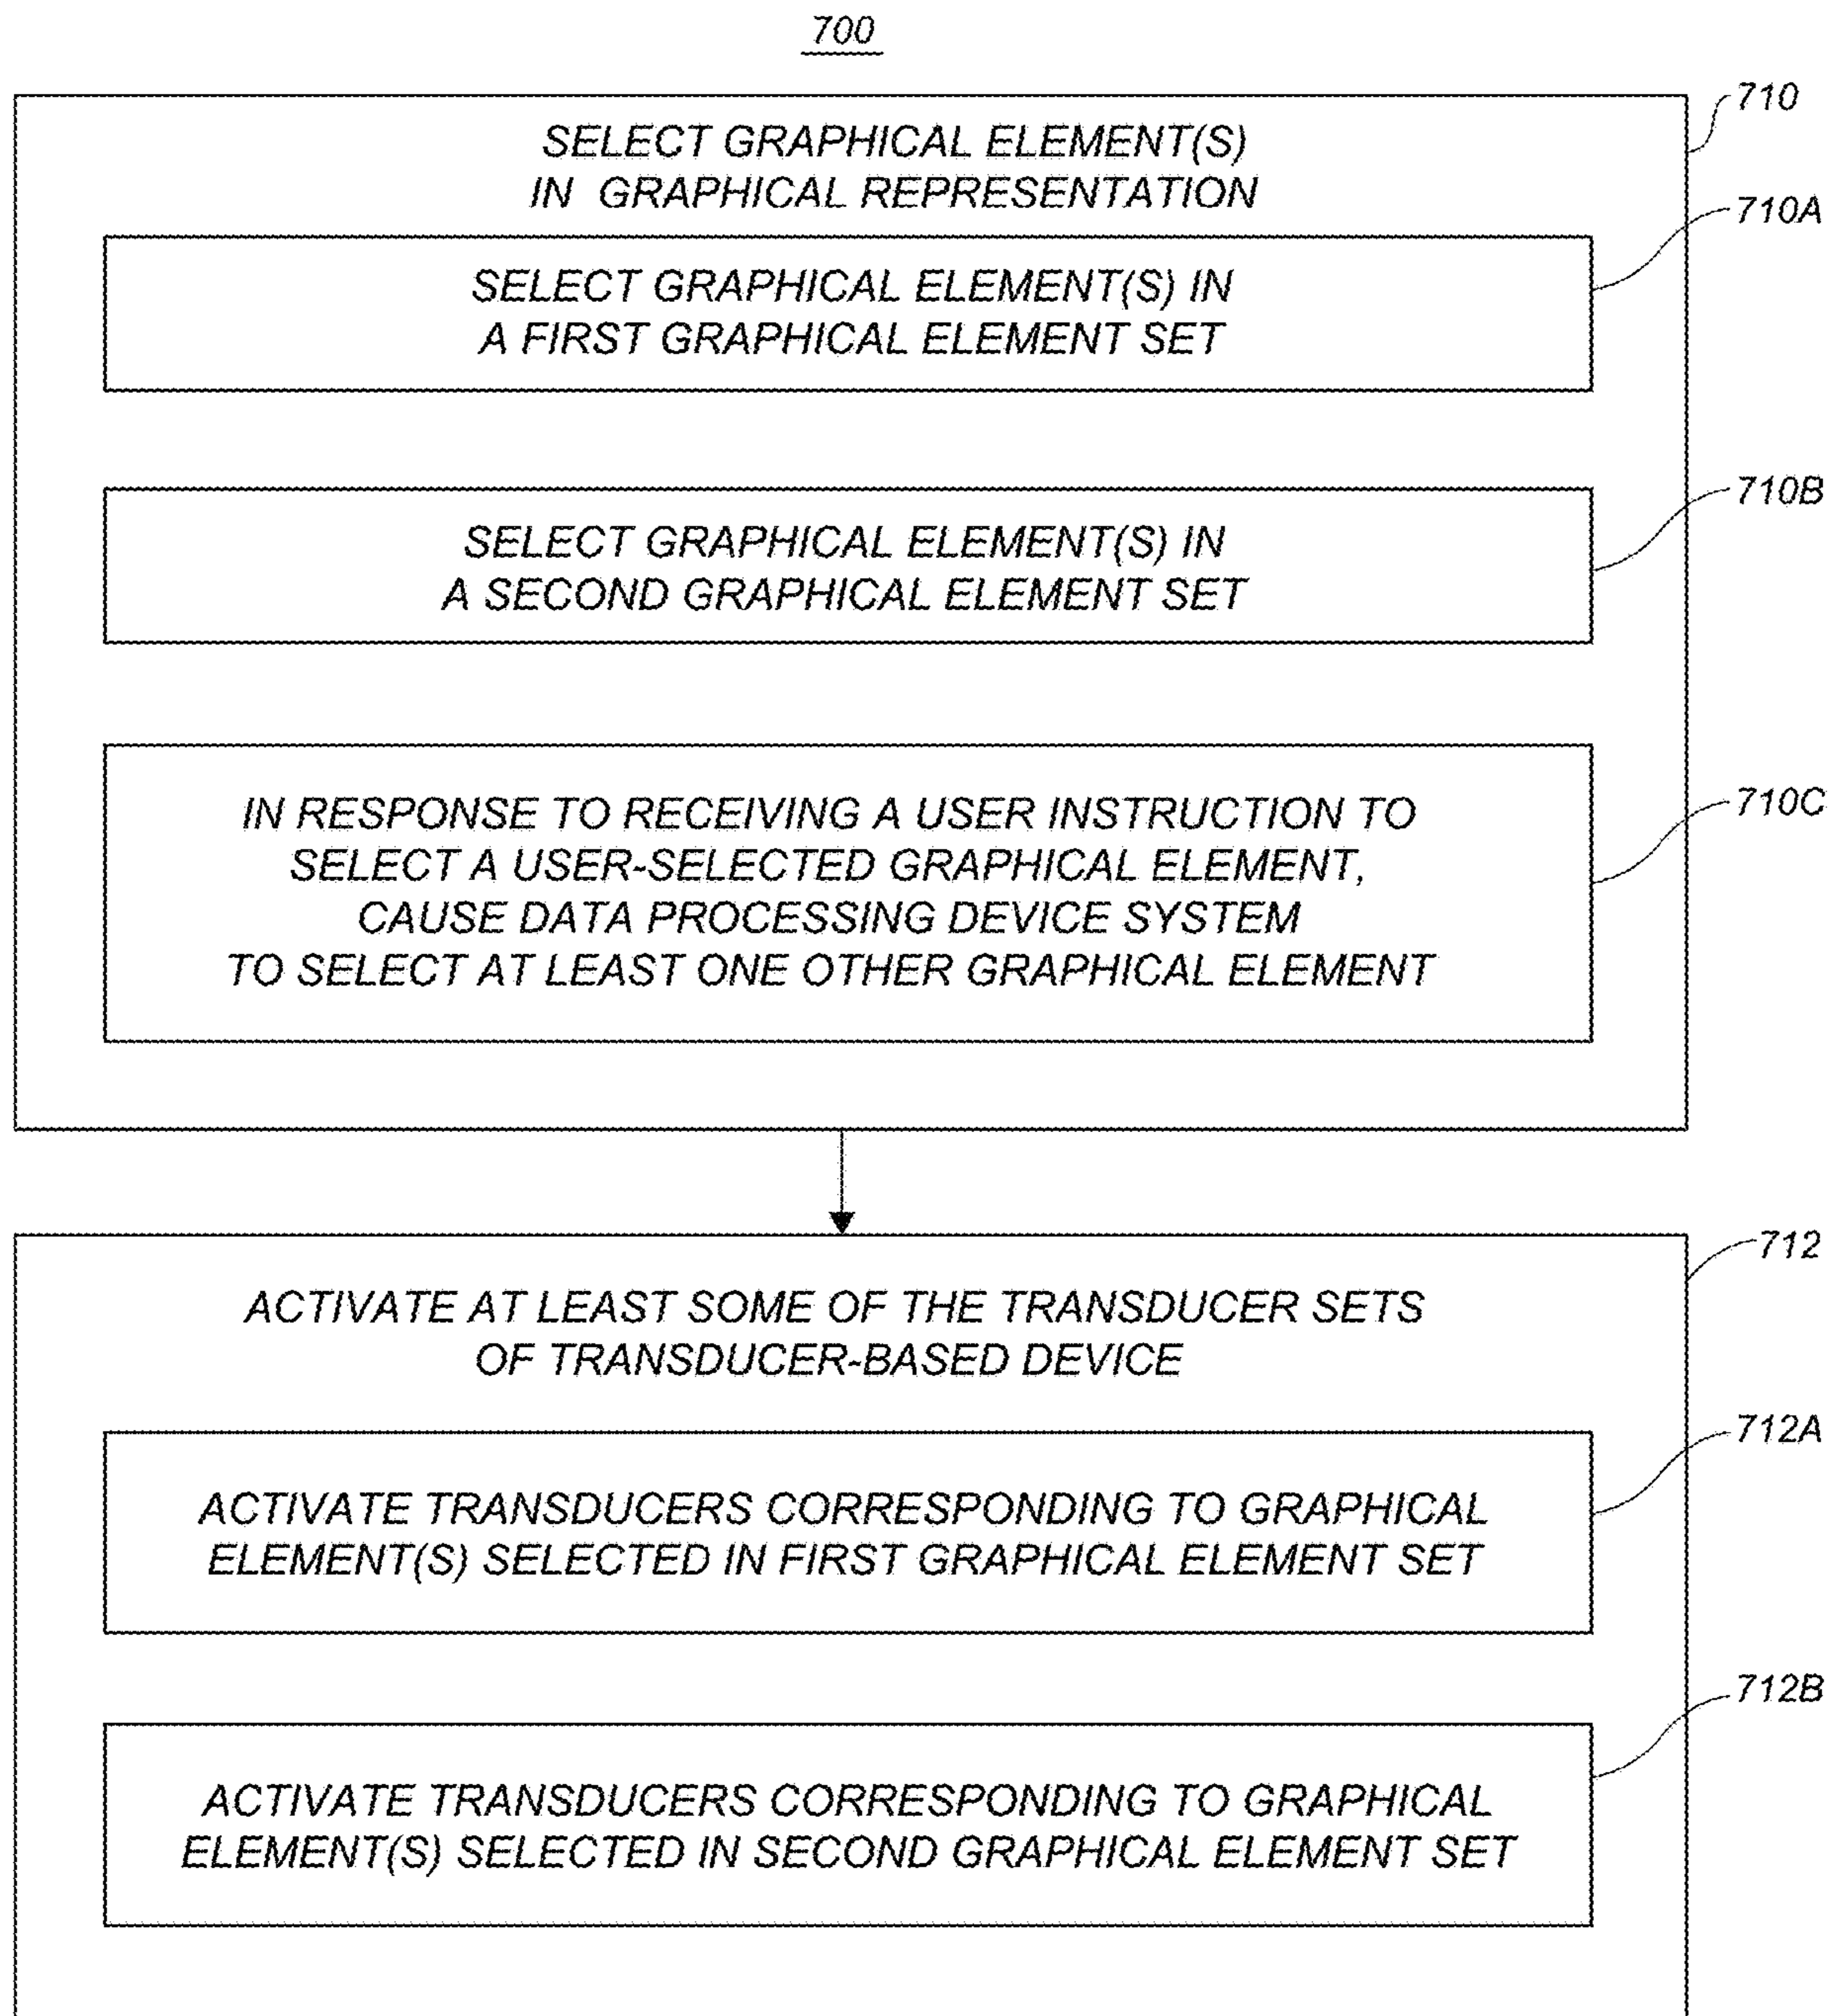 700
710
SELECT GRAPHICAL ELEMENT(S)
IN GRAPHICAL REPRESENTATION
710A
SELECT GRAPHICAL ELEMENT(S) IN
A FIRST GRAPHICAL ELEMENT SET
710B
SELECT GRAPHICAL ELEMENT(S) IN
A SECOND GRAPHICAL ELEMENT SET
710C
IN RESPONSE TO RECEIVING A USER INSTRUCTION TO
SELECT A USER-SELECTED GRAPHICAL ELEMENT,
CAUSE DATA PROCESSING DEVICE SYSTEM
TO SELECT AT LEAST ONE OTHER GRAPHICAL ELEMENT
712
ACTIVATE AT LEAST SOME OF THE TRANSDUCER SETS
OF TRANSDUCER-BASED DEVICE
712A
ACTIVATE TRANSDUCERS CORRESPONDING TO GRAPHICAL
ELEMENT(S) SELECTED IN FIRST GRAPHICAL ELEMENT SET
712B
ACTIVATE TRANSDUCERS CORRESPONDING TO GRAPHICAL
ELEMENT(S) SELECTED IN SECOND GRAPHICAL ELEMENT SET